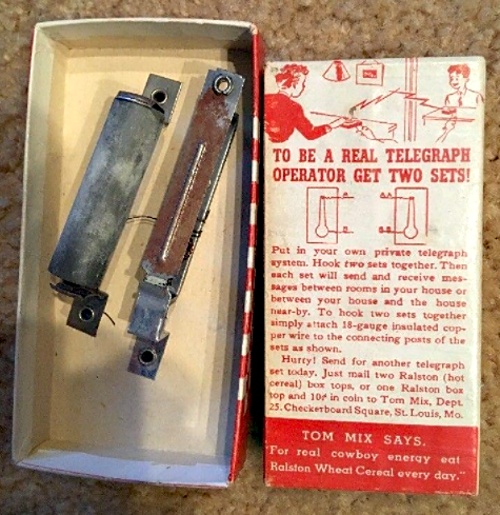 TO BE A REAL TELEGRAPH
OPERATOR GET TWO SETS!
Put in your own private telegraph
system. Hook two sets together. Then
each set will send and receive mes-
sages between rooms in your house or
between your house and the house
near-by. To hook two sets together
simply attach 18-gauge insulated cop-
per wire to the connecting posts of the
sets as shown.
Hurry! Send for another telegraph
set today. Just mail two Ralston (hot
cereal) box tops, or one Ralston box
top and 10¢ in coin to Tom Mix, Dept.
25, Checkerboard Square, St. Louis, Mo.
TOM MIX SAYS.
"For real cowboy energy eat
Ralston Wheat Cereal every day."